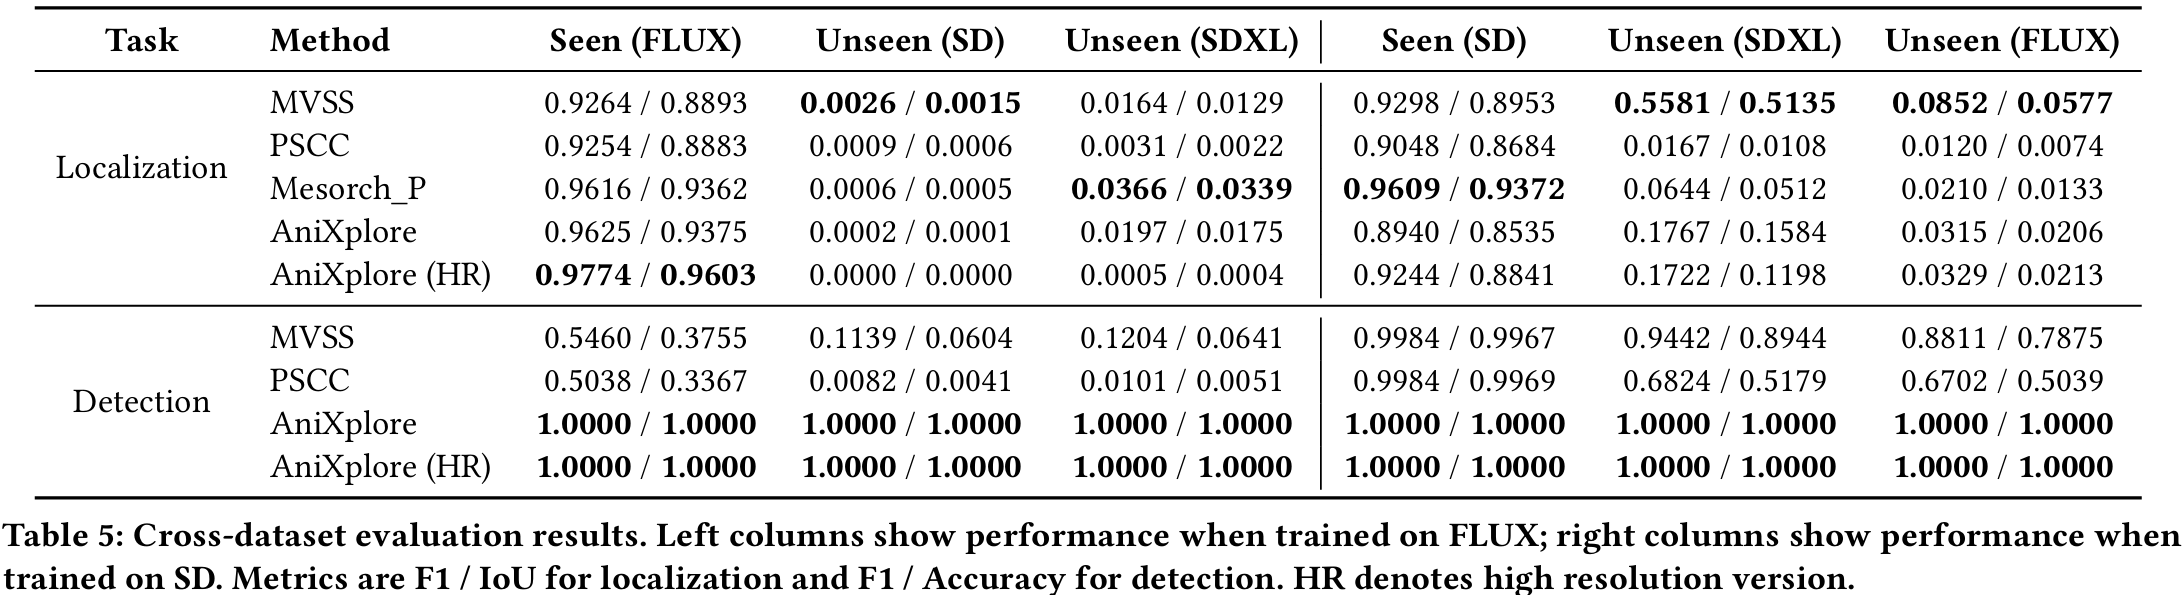 Task Method Seen (FLUX) Unseen (SD) Unseen (SDXL) Seen (SD) Unseen (SDXL) Unseen (FLUX)
MVSS 0.9264 / 0.8893 0.0026 / 0.0015 0.0164 / 0.0129 0.9298 / 0.8953 0.5581 / 0.5135 0.0852 / 0.0577
PSCC 0.9254 / 0.8883 0.0009 / 0.0006 0.0031 / 0.0022 0.9048 / 0.8684 0.0167 / 0.0108 0.0120 / 0.0074
Localization
Mesorch_P 0.9616 / 0.9362 0.0006 / 0.0005 0.0366 / 0.0339 0.9609 / 0.9372 0.0644 / 0.0512 0.0210 / 0.0133
AniXplore 0.9625 / 0.9375 0.0002 / 0.0001 0.0197 / 0.0175 0.8940 / 0.8535 0.1767 / 0.1584 0.0315 / 0.0206
AniXplore (HR) 0.9774 / 0.9603 0.0000 / 0.0000 0.0005 / 0.0004 0.9244 / 0.8841 0.1722 / 0.1198 0.0329 / 0.0213
MVSS 0.5460 / 0.3755 0.1139 / 0.0604 0.1204 / 0.0641 0.9984 / 0.9967 0.9442 / 0.8944 0.8811 / 0.7875
PSCC 0.5038 / 0.3367 0.0082 / 0.0041 0.0101 / 0.0051 0.9984 / 0.9969 0.6824 / 0.5179 0.6702 / 0.5039
Detection
AniXplore 1.0000 / 1.0000 1.0000 / 1.0000 1.0000 / 1.0000 1.0000 / 1.0000 1.0000 / 1.0000 1.0000 / 1.0000
AniXplore (HR) 1.0000 / 1.0000 1.0000 / 1.0000 1.0000 / 1.0000 1.0000 / 1.0000 1.0000 / 1.0000 1.0000 / 1.0000
Table 5: Cross-dataset evaluation results. Left columns show performance when trained on FLUX; right columns show performance when
trained on SD. Metrics are F1 / IoU for localization and F1 / Accuracy for detection. HR denotes high resolution version.